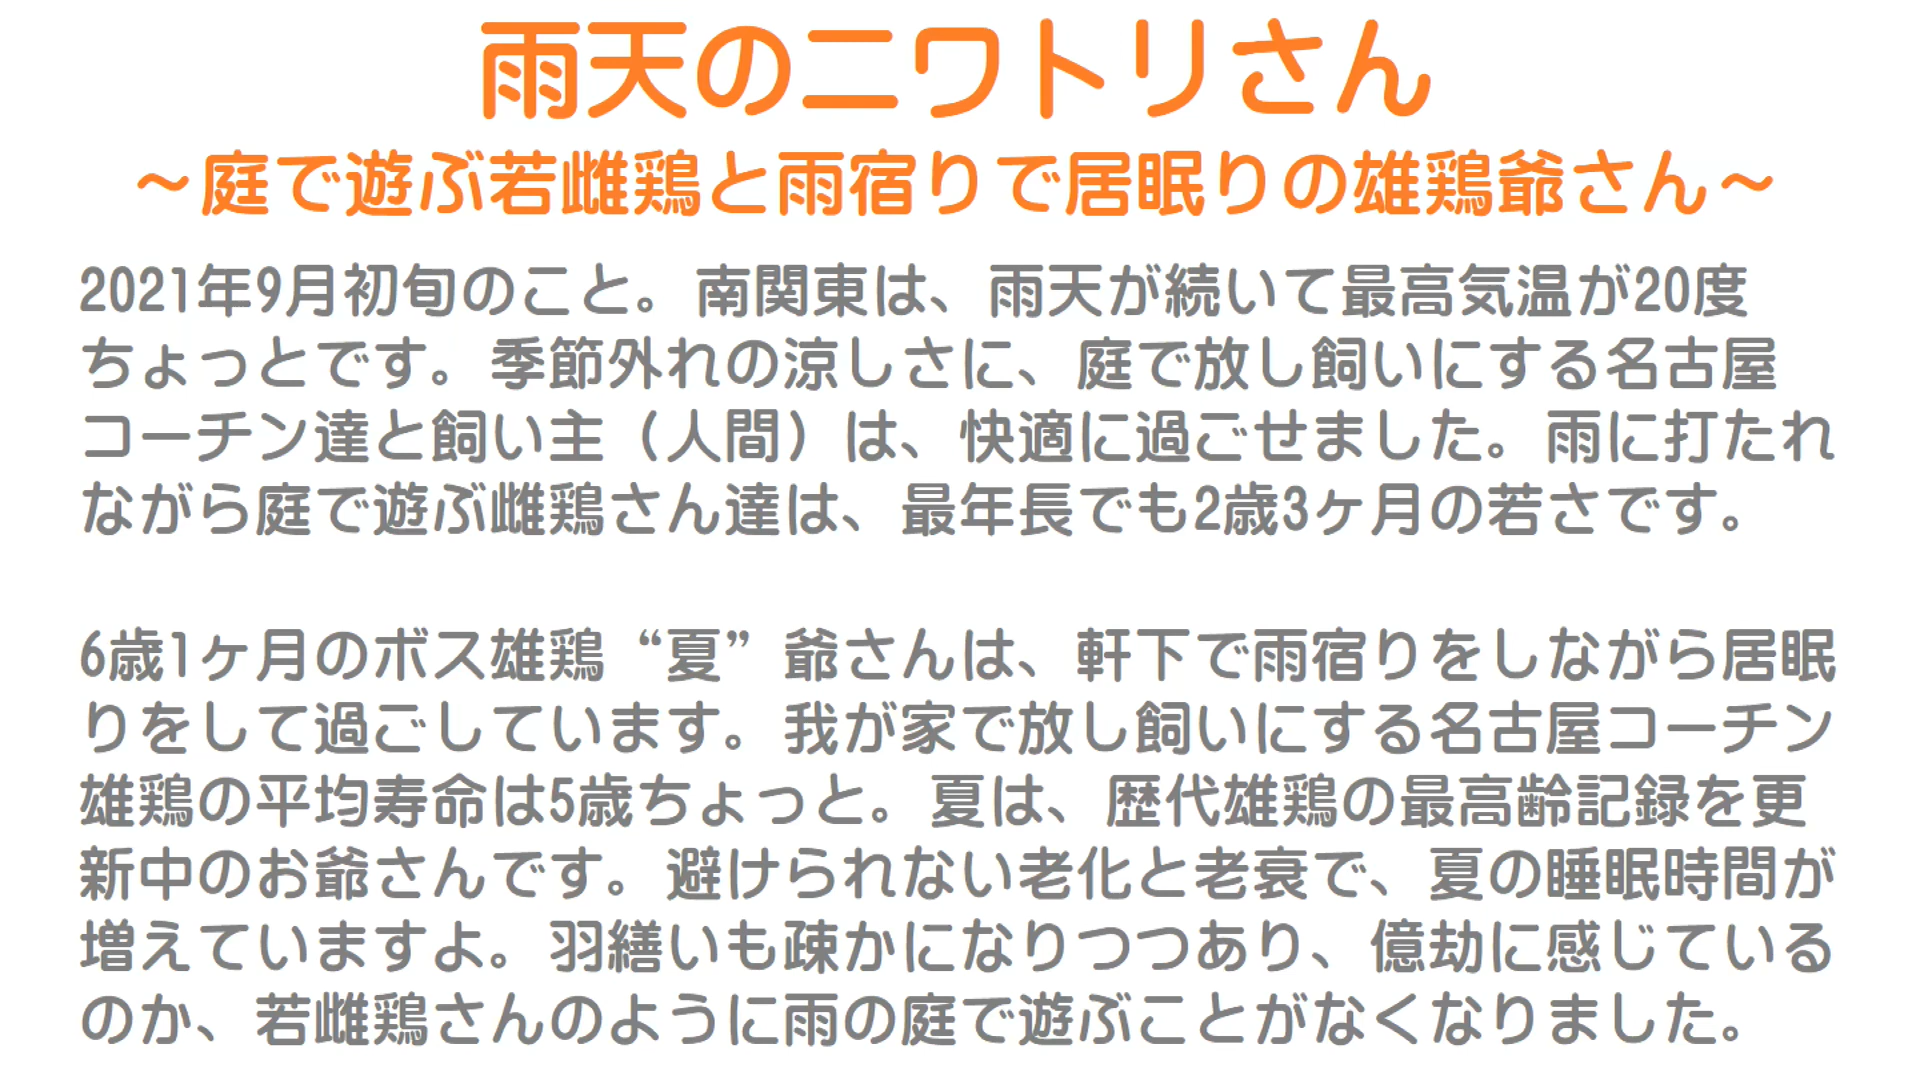 雨天のニワトリさん
～庭で遊ぶ若雌鶏と雨宿りで居眠りの雄鶏爺さん～
2021年9月初旬のこと。南関東は、雨天が続いて最高気温が20度
ちょっとです。季節外れの涼しさに、庭で放し飼いにする名古屋
コーチン達と飼い主（人間）は、快適に過ごせました。雨に打たれ
ながら庭で遊ぶ雌鶏さん達は、最年長でも2歳3ヶ月の若さです。
6歳1ヶ月のボス雄鶏“夏”爺さんは、軒下で雨宿りをしながら居眠
りをして過ごしています。我が家で放し飼いにする名古屋コーチン
雄鶏の平均寿命は5歳ちょっと。夏は、歴代雄鶏の最高齢記録を更
新中のお爺さんです。避けられない老化と老衰で、夏の睡眠時間が
増えていますよ。羽繕いも疎かになりつつあり、億劫に感じている
のか、若雌鶏さんのように雨の庭で遊ぶことがなくなりました。